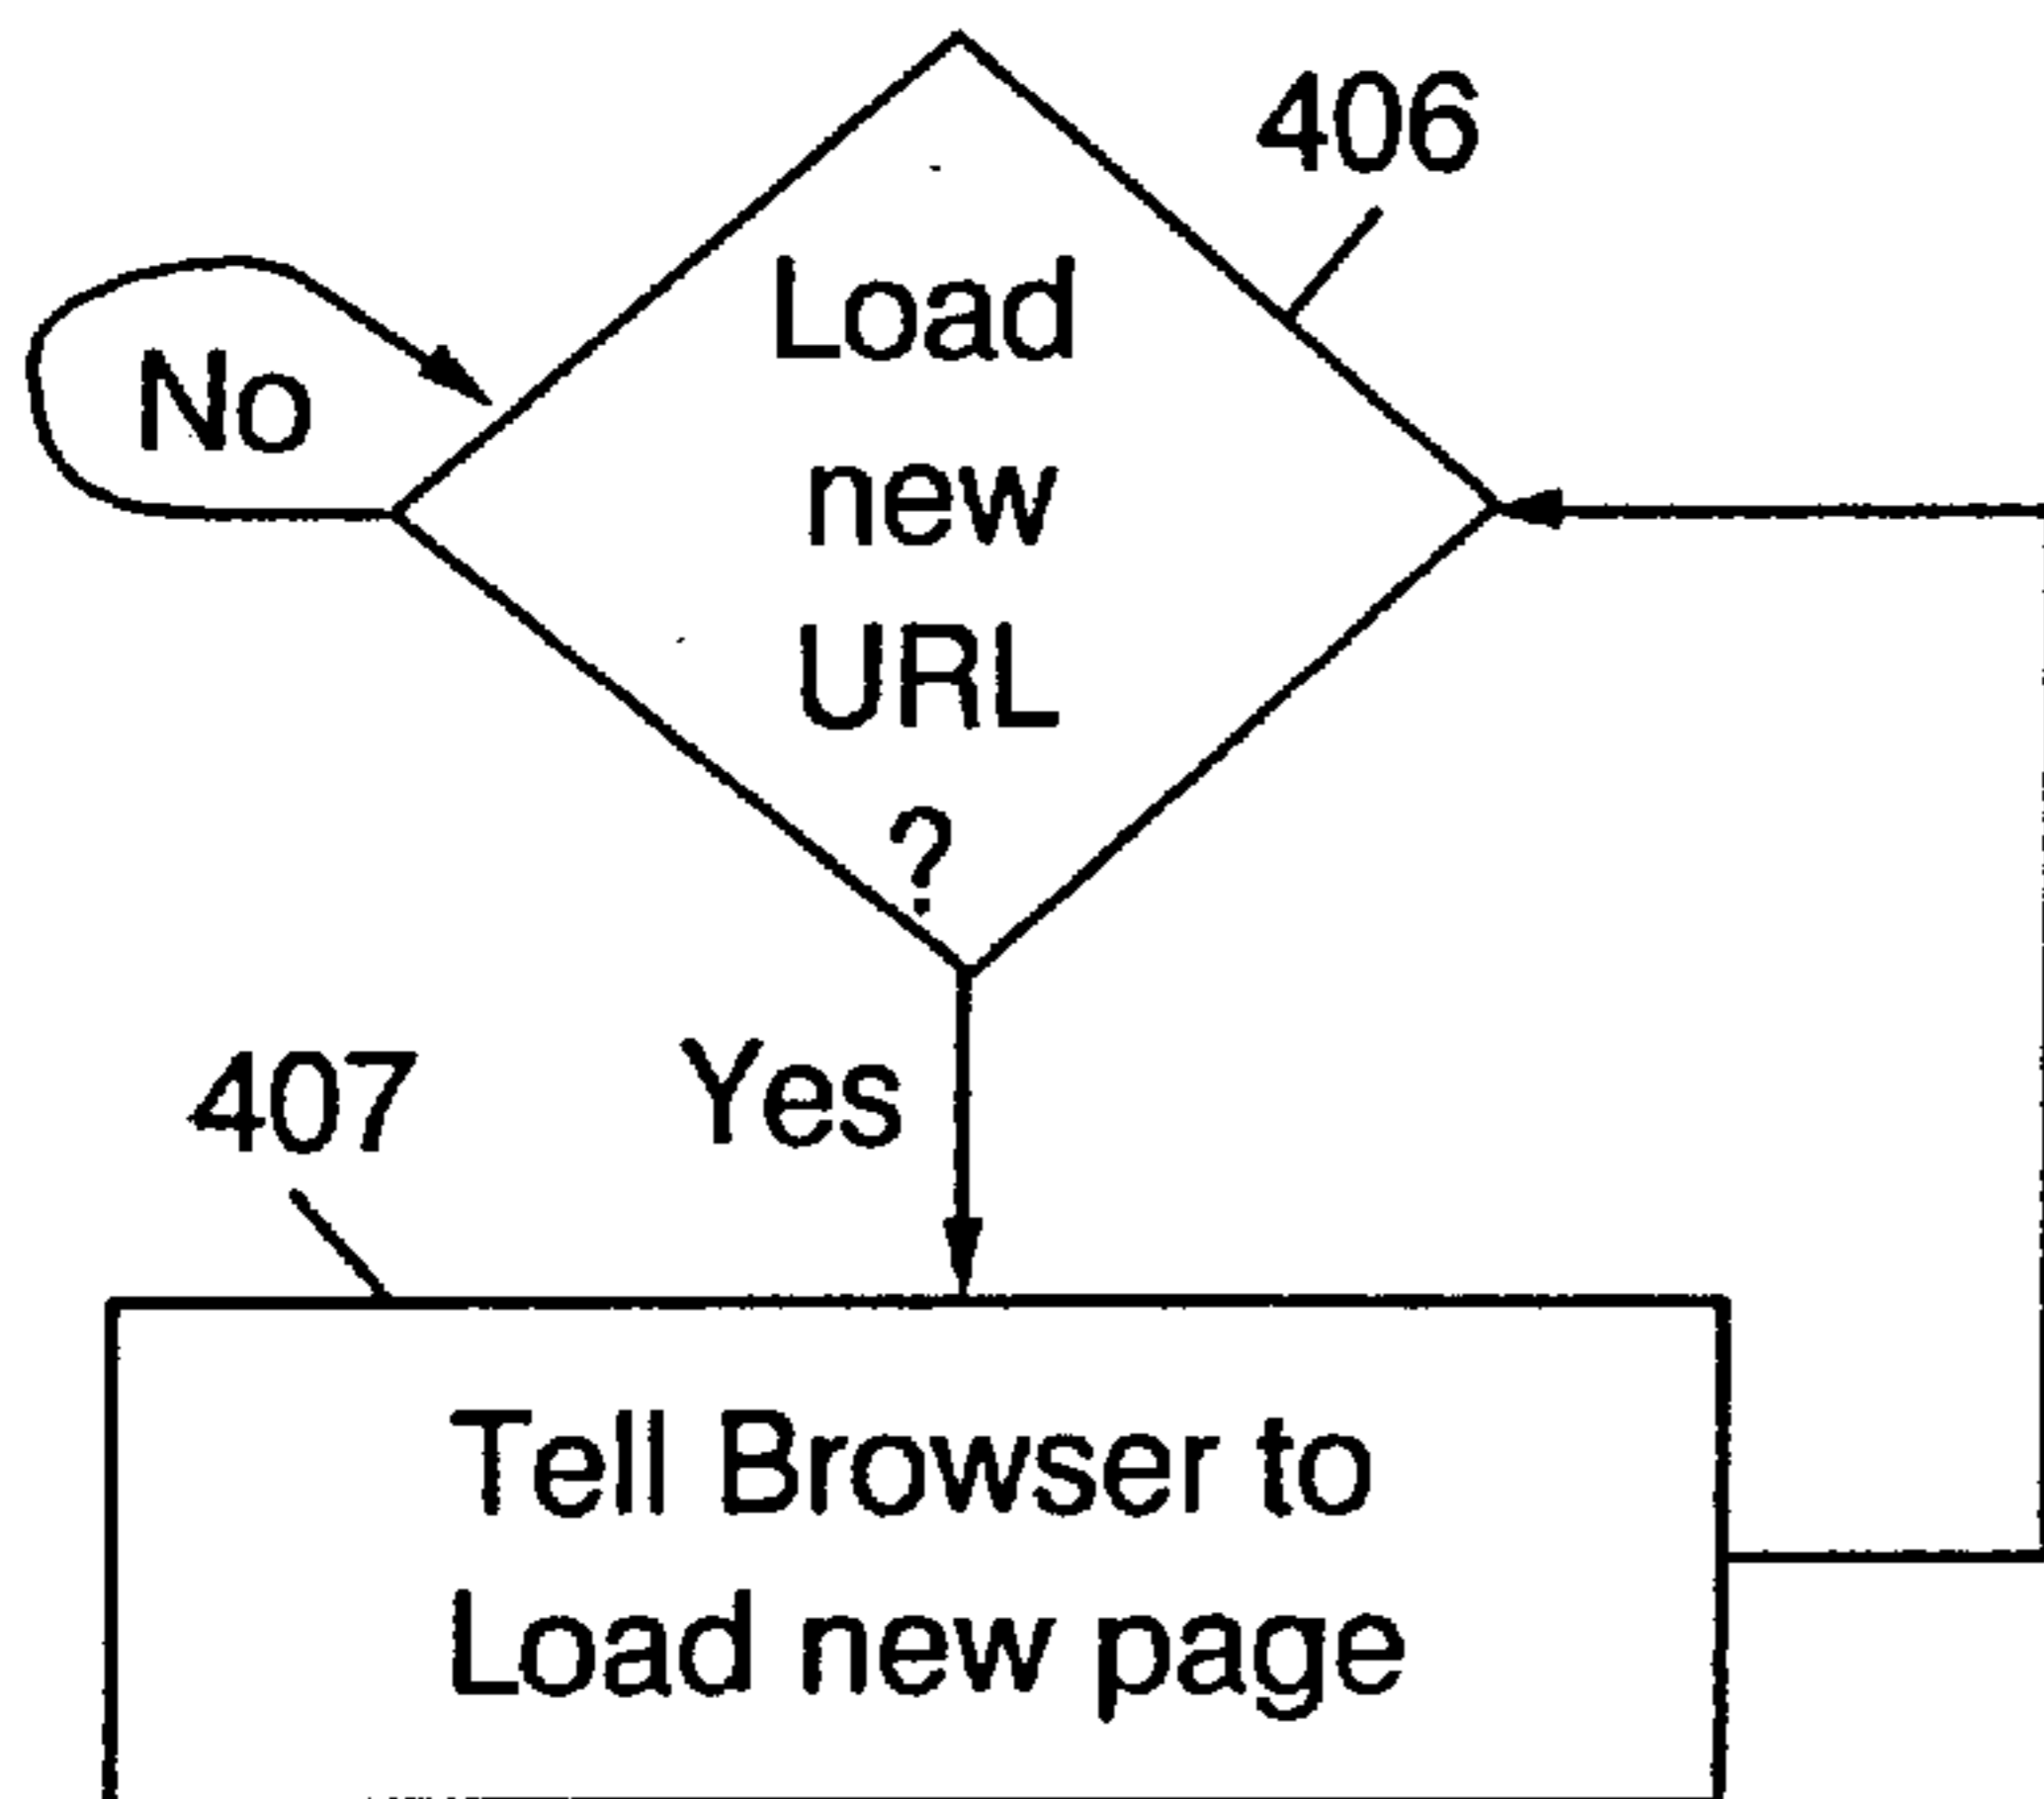 406
Load
No
new
URL
?
407
Yes
Tell Browser to
Load new page